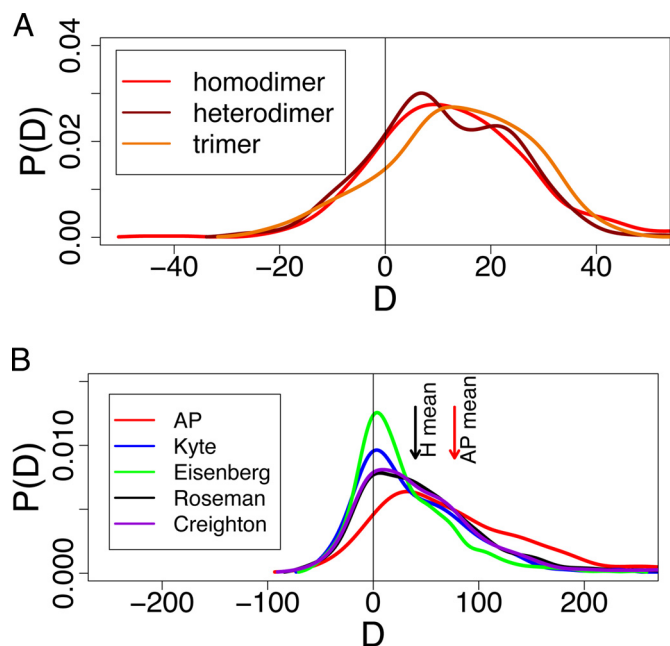 A
P(D)
0.04
0.02
0.00
homodimer
heterodimer
trimer
−40 −20 0 20 40
D
B
P(D)
0.010
0.000
AP
Kyte
Eisenberg
Roseman
Creighton
H mean
AP mean
−200 −100 0 100 200
D